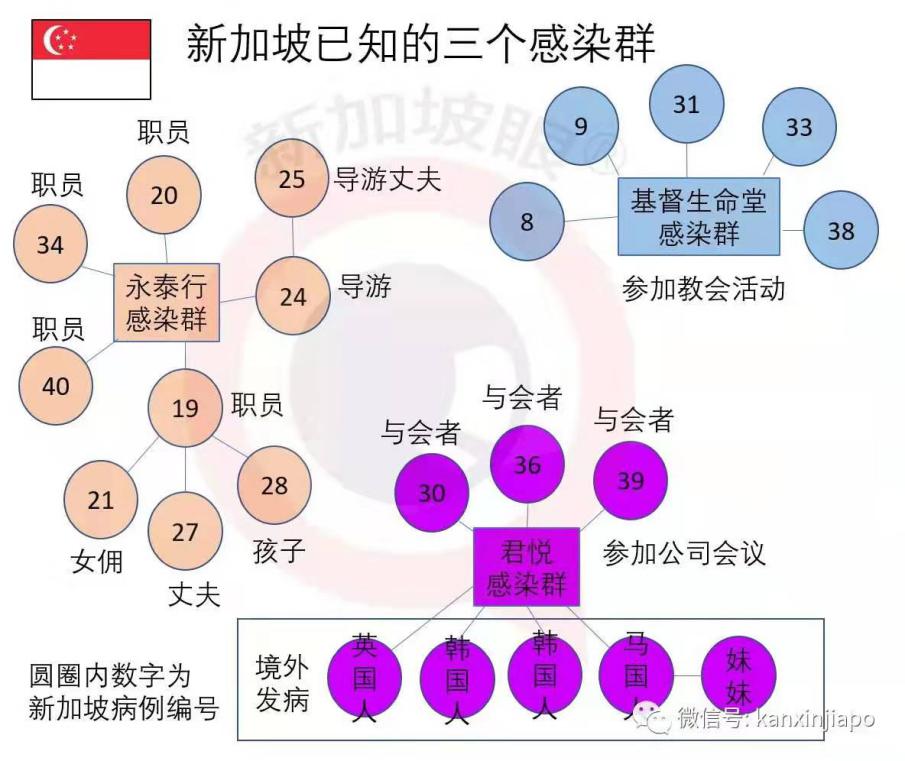 新加坡已知的三个感染群
新加坡眼
职员
20
职员
34
25
导游丈夫
永泰行
感染群
24
导游
职员
40
19
职员
21
女佣
27
丈夫
28
孩子
9
31
33
8
基督生命堂
感染群
38
参加教会活动
与会者
30
与会者
36
与会者
39
君悦
感染群
参加公司会议
圆圈内数字为
新加坡病例编号
境外
发病
英
国
人
韩
国
人
韩
国
人
马
国
人
妹
妹
微信号: kanxinjiapo